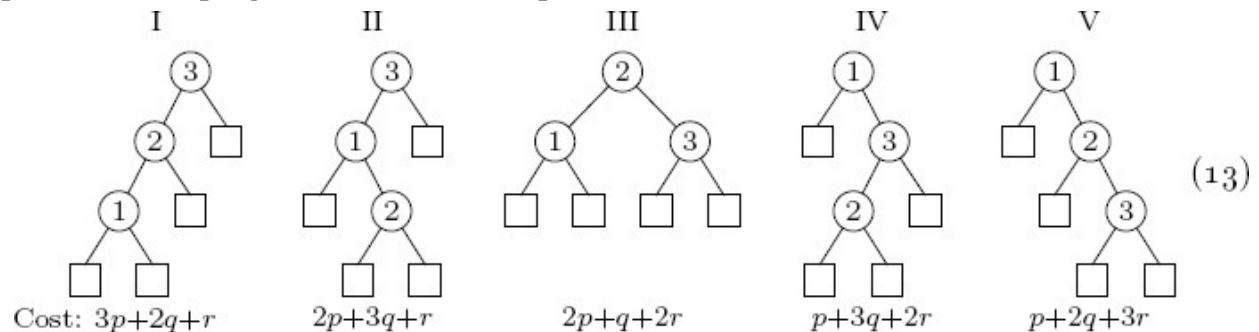 I II III IV V
3 3 2 1 1
2 1 1 3 3 2
(13)
1 2 2 3
Cost: 3p+2q+r 2p+3q+r 2p+q+2r p+3q+2r p+2q+3r